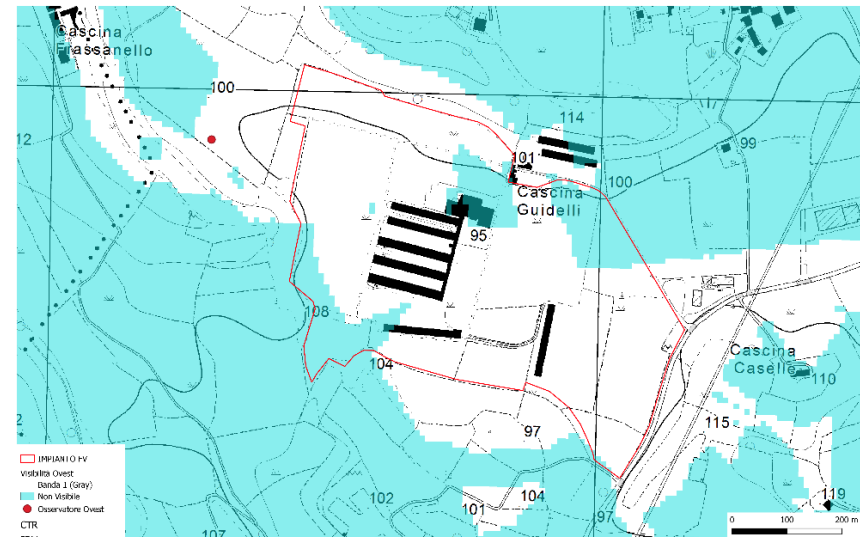 Cascina
Frassanello
100
114
12
101
99
100
Cascina
Guidelli
95
108
104
Cascina
Caselle
110
115
97
102
104
101
97
119
107
IMPIANTO FV
Visibilità Ovest
Banda 1 (Gray)
Non Visibile
Osservatore Ovest
CTR
0 100 200 m